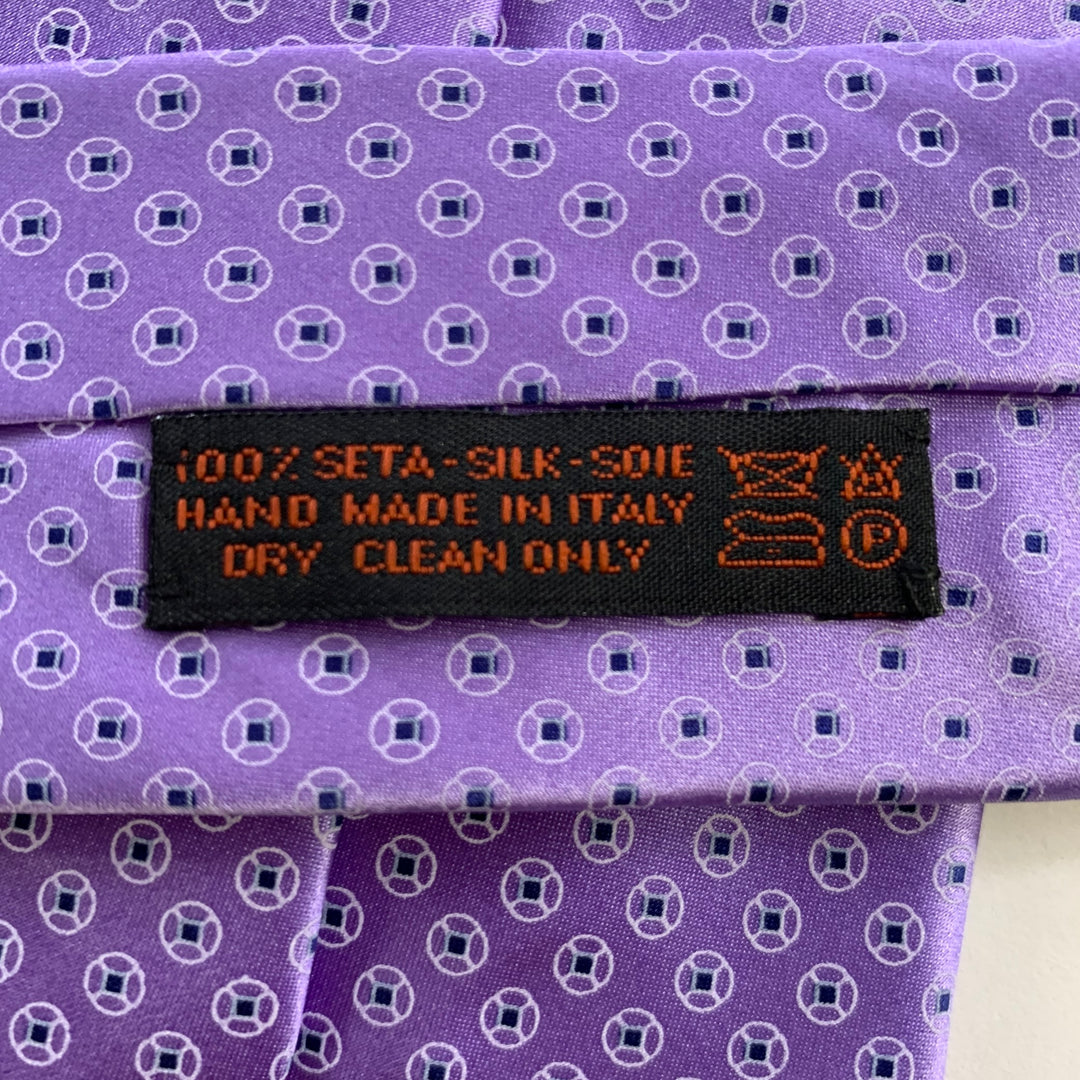 100% SETA-SILK-SOIE
HAND MADE IN ITALY
DRY CLEAN ONLY
P